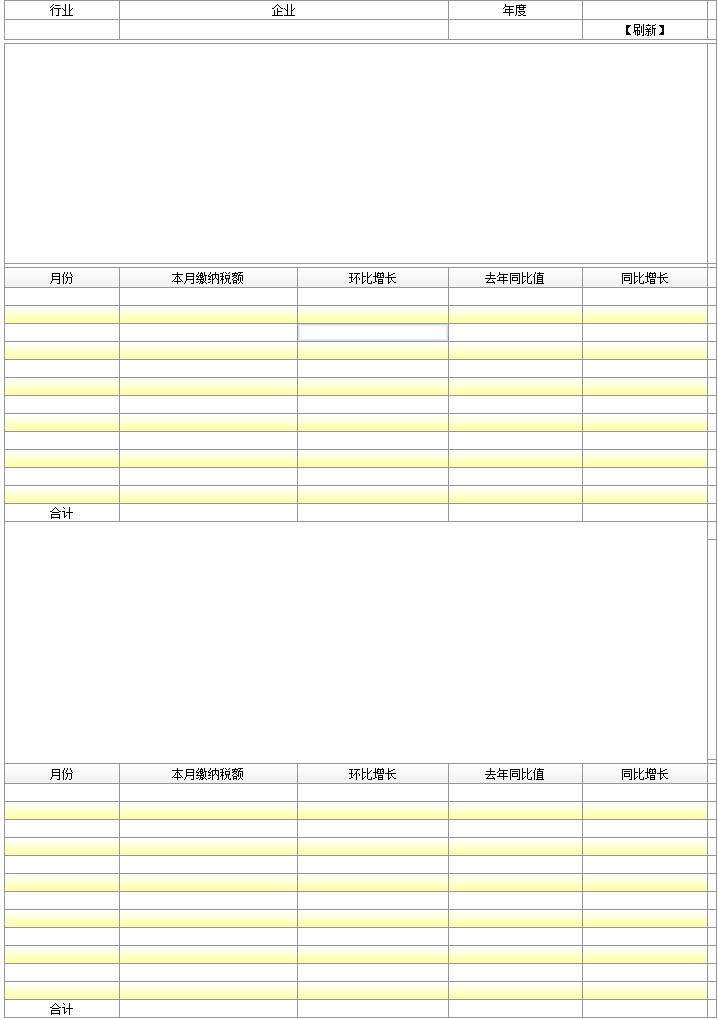 行业 企业 年度
【刷新】
月份 本月缴纳税额 环比增长 去年同比值 同比增长
合计
月份 本月缴纳税额 环比增长 去年同比值 同比增长
合计